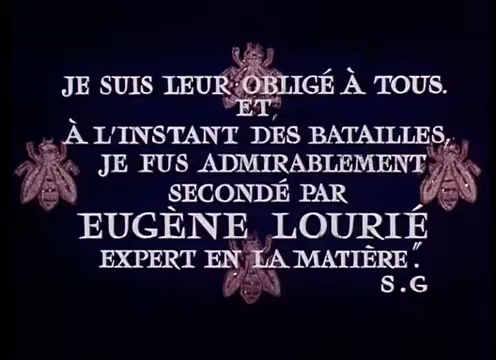 JE SUIS LEUR OBLIGÉ À TOUS.
ET,
À L'INSTANT DES BATAILLES,
JE FUS ADMIRABLEMENT
SECONDÉ PAR
EUGÈNE LOURIÉ
EXPERT EN LA MATIÈRE".
S.G